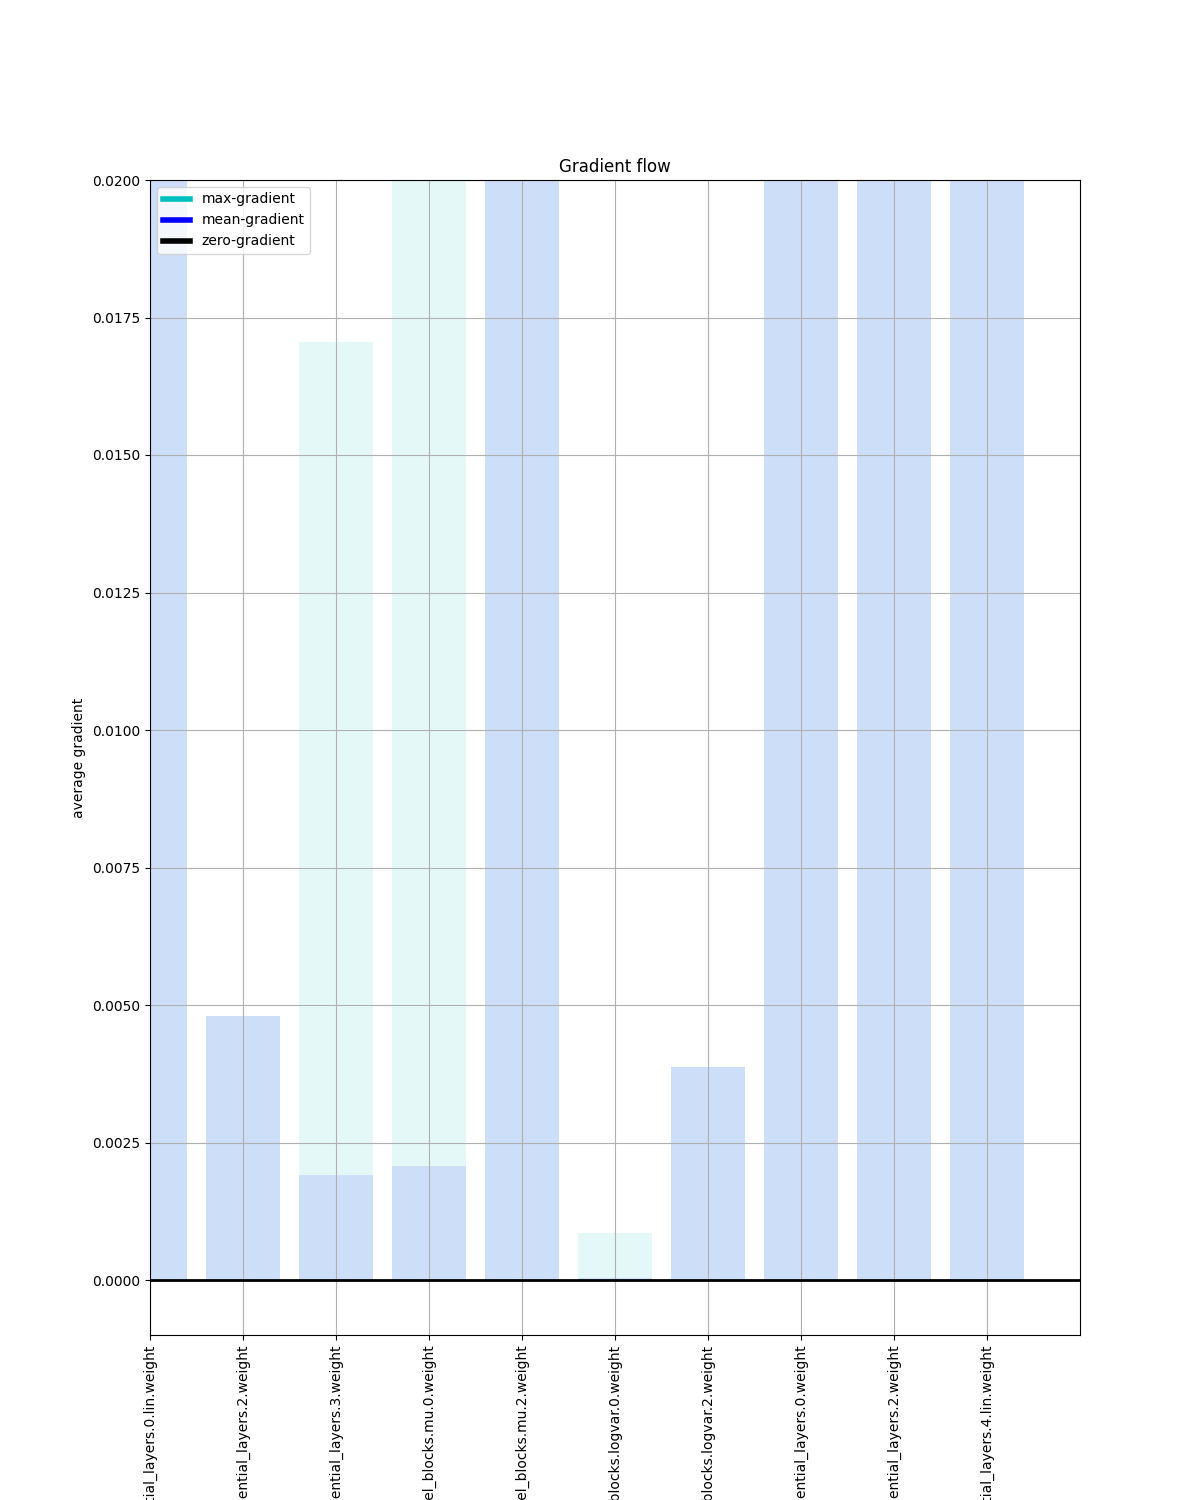 Gradient flow
max-gradient
mean-gradient
zero-gradient
0.0200
0.0175
0.0150
0.0125
0.0100
0.0075
0.0050
0.0025
0.0000
average gradient
tial_layers.0.lin.weight
ential_layers.2.weight
ential_layers.3.weight
el_blocks.mu.0.weight
el_blocks.mu.2.weight
blocks.logvar.0.weight
blocks.logvar.2.weight
ential_layers.0.weight
ential_layers.2.weight
tial_layers.4.lin.weight